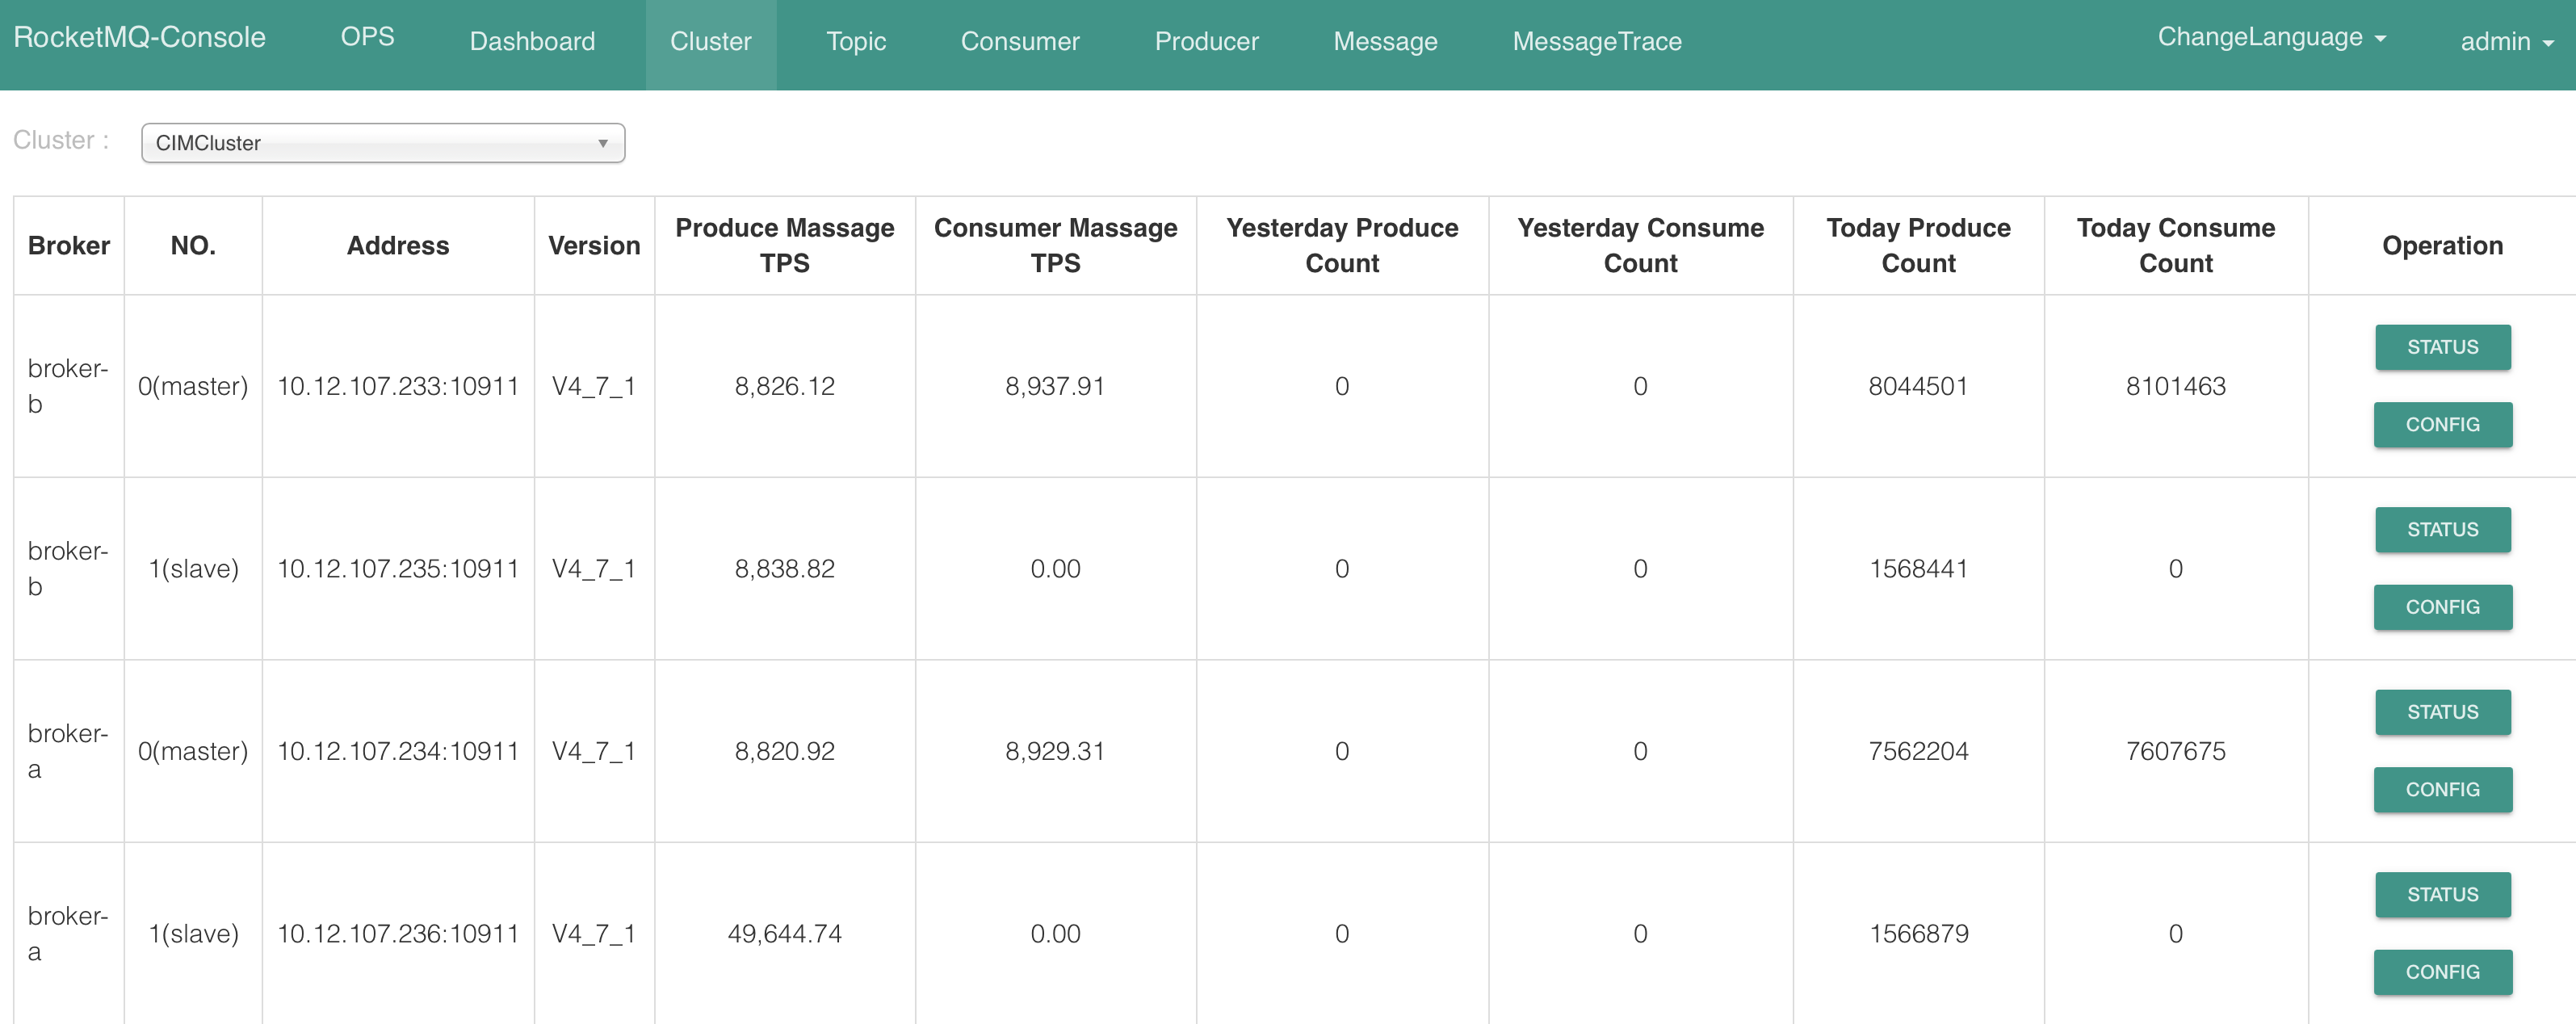 RocketMQ-Console OPS Dashboard Cluster Topic Consumer Producer Message MessageTrace ChangeLanguage admin
Cluster : CIMCluster
Broker NO. Address Version Produce Massage TPS Consumer Massage TPS Yesterday Produce Count Yesterday Consume Count Today Produce Count Today Consume Count Operation
broker-b 0(master) 10.12.107.233:10911 V4_7_1 8,826.12 8,937.91 0 0 8044501 8101463 STATUS CONFIG
broker-b 1(slave) 10.12.107.235:10911 V4_7_1 8,838.82 0.00 0 0 1568441 0 STATUS CONFIG
broker-a 0(master) 10.12.107.234:10911 V4_7_1 8,820.92 8,929.31 0 0 7562204 7607675 STATUS CONFIG
broker-a 1(slave) 10.12.107.236:10911 V4_7_1 49,644.74 0.00 0 0 1566879 0 STATUS CONFIG